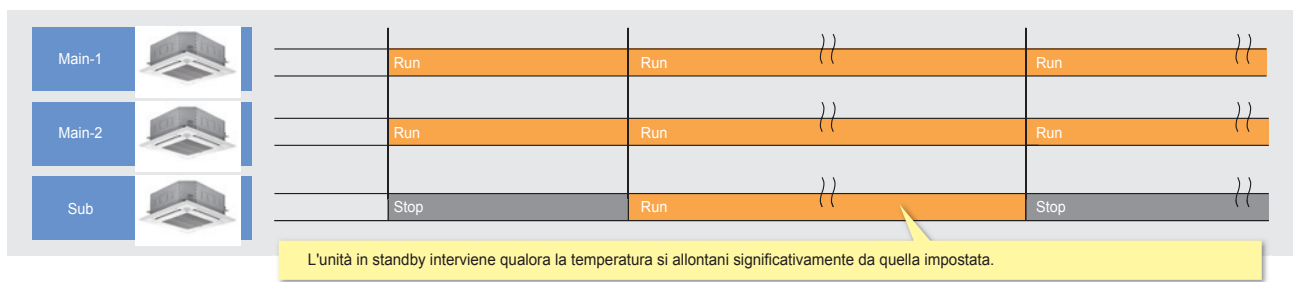 Main-1
Run Run Run
Main-2
Run Run Run
Sub
Stop Run Stop
L'unità in standby interviene qualora la temperatura si allontani significativamente da quella impostata.